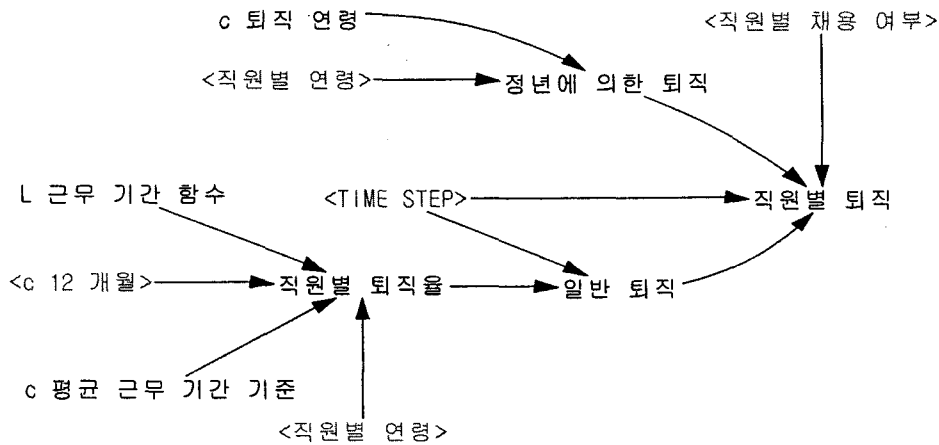 c 퇴직 연령
<직원별 채용 여부>
<직원별 연령>
정년에 의한 퇴직
L 근무 기간 함수
<TIME STEP>
직원별 퇴직
<c 12 개월>
직원별 퇴직율
일반 퇴직
c 평균 근무 기간 기준
<직원별 연령>